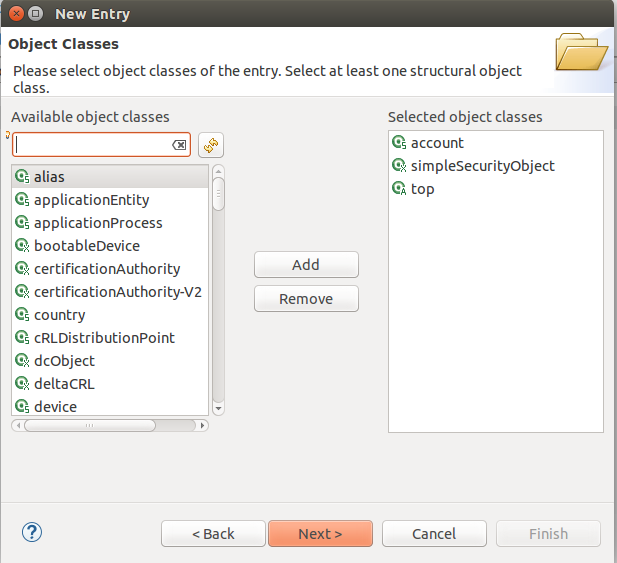 New Entry
Object Classes
Please select object classes of the entry. Select at least one structural object
class.
Available object classes
Selected object classes
alias
applicationEntity
applicationProcess
bootableDevice
certificationAuthority
certificationAuthority-V2
country
cRLDistributionPoint
dcObject
deltaCRL
device
Add
Remove
account
simpleSecurityObject
top
?
< Back
Next >
Cancel
Finish